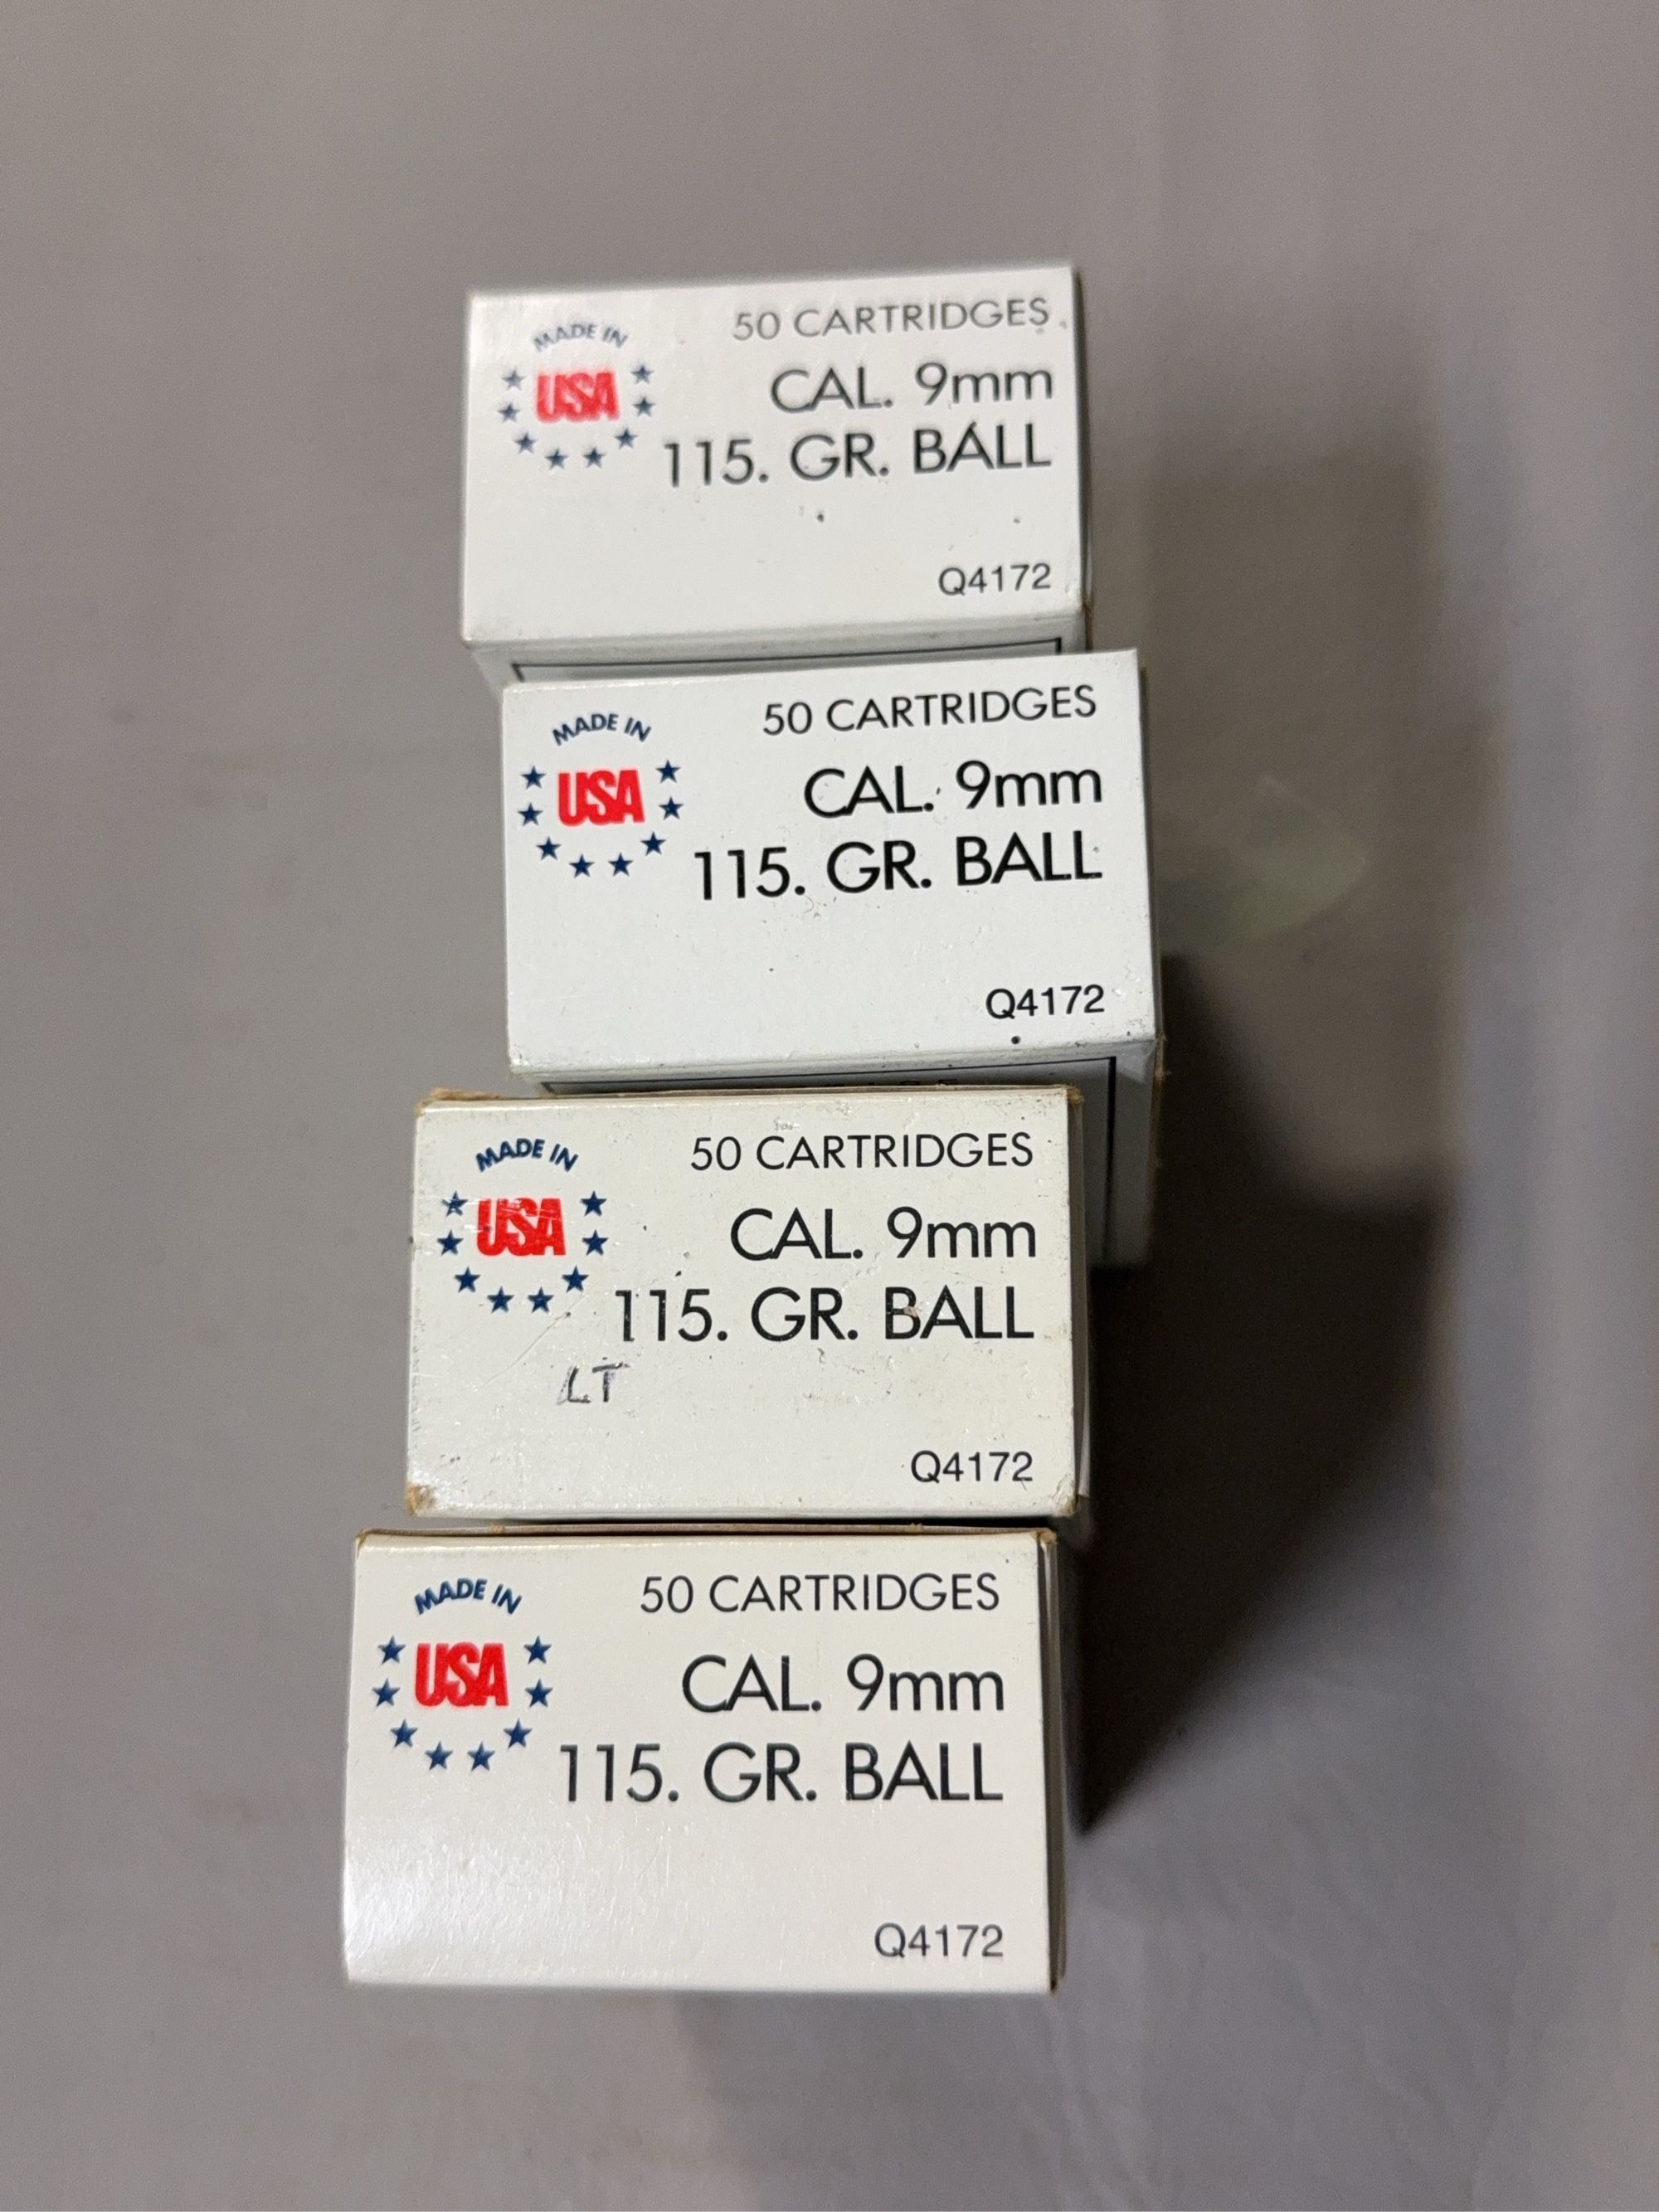 MADE IN
USA
50 CARTRIDGES
CAL. 9mm
115. GR. BALL
Q4172
MADE IN
USA
50 CARTRIDGES
CAL. 9mm
115. GR. BALL
Q4172
MADE IN
USA
50 CARTRIDGES
CAL. 9mm
115. GR. BALL
LT
Q4172
MADE IN
USA
50 CARTRIDGES
CAL. 9mm
115. GR. BALL
Q4172